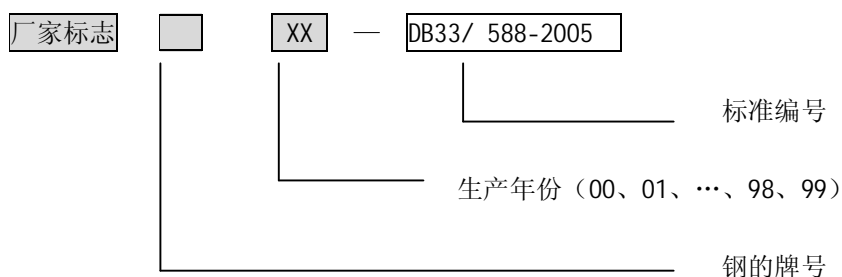 厂家标志 XX — DB33/ 588-2005
标准编号
生产年份（00、01、…、98、99）
钢的牌号